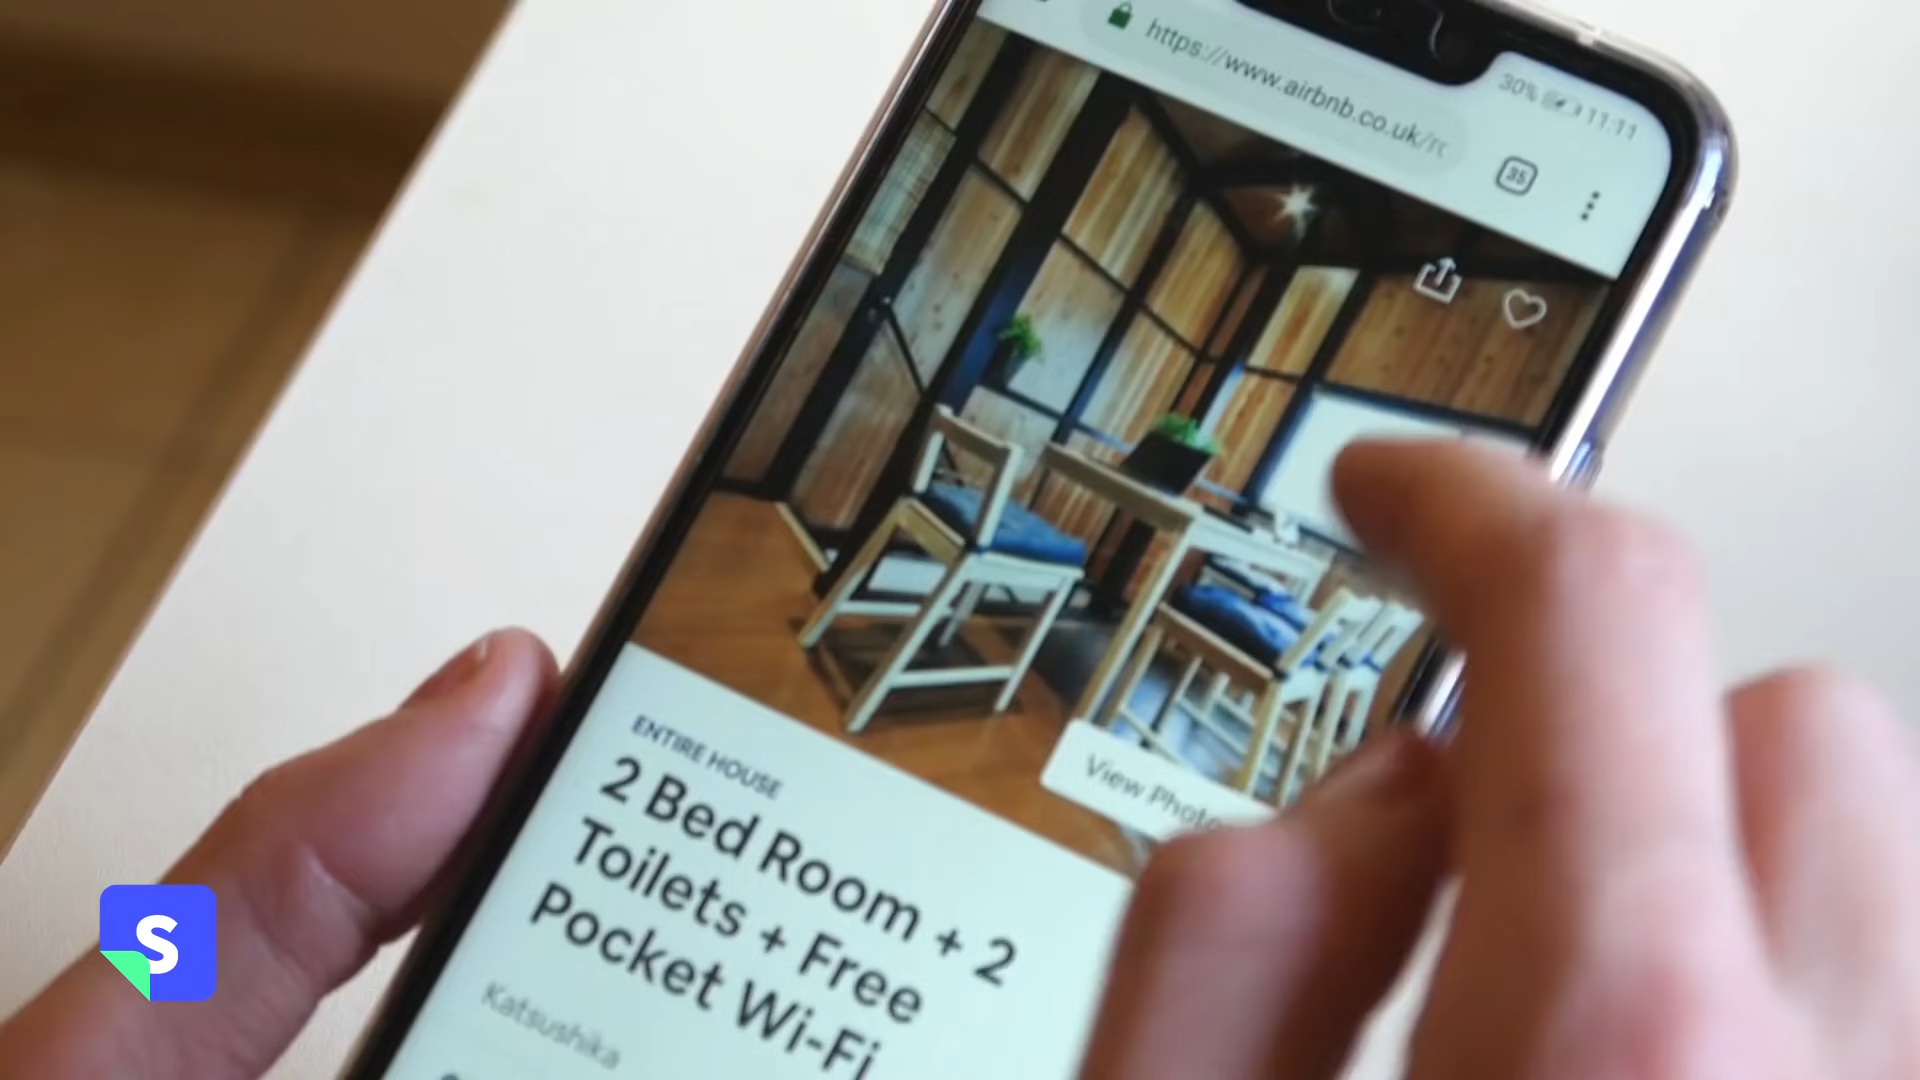 30% 11:11
https://www.airbnb.co.uk/r
35
View Photo
ENTIRE HOUSE
2 Bed Room + 2
Toilets + Free
Pocket Wi-Fi
Katsushika
S